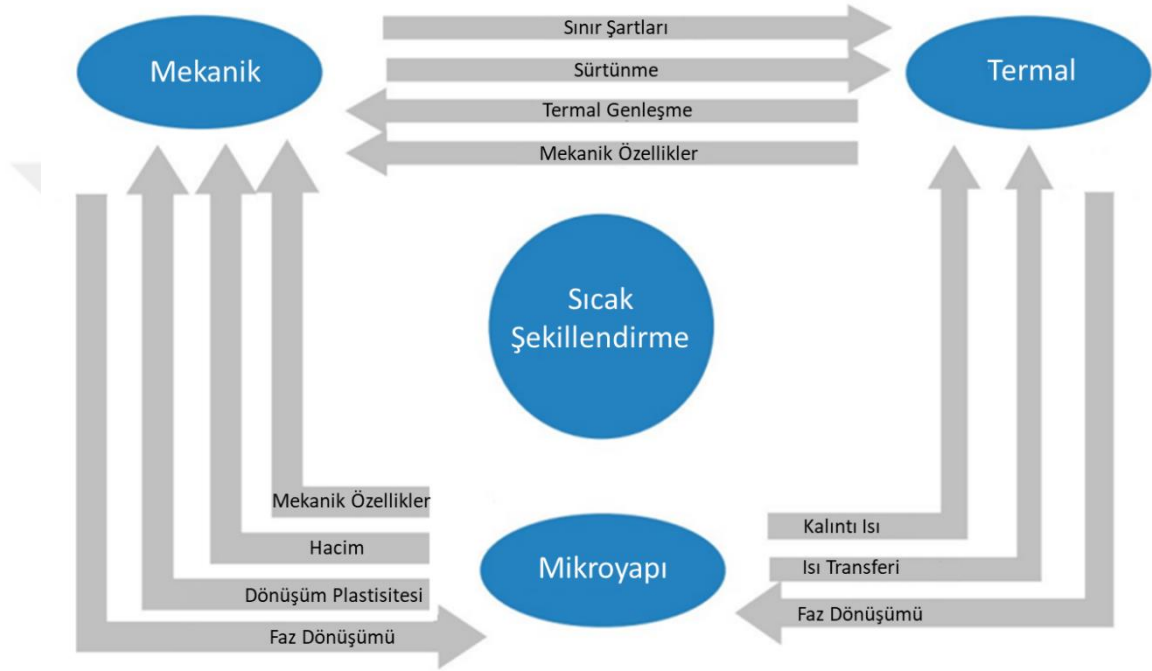 Sınır Şartları
Mekanik
Termal
Sürtünme
Termal Genleşme
Mekanik Özellikler
Sıcak
Şekillendirme
Mekanik Özellikler
Kalıntı Isı
Hacim
Mikroyapı
Isı Transferi
Dönüşüm Plastisitesi
Faz Dönüşümü
Faz Dönüşümü